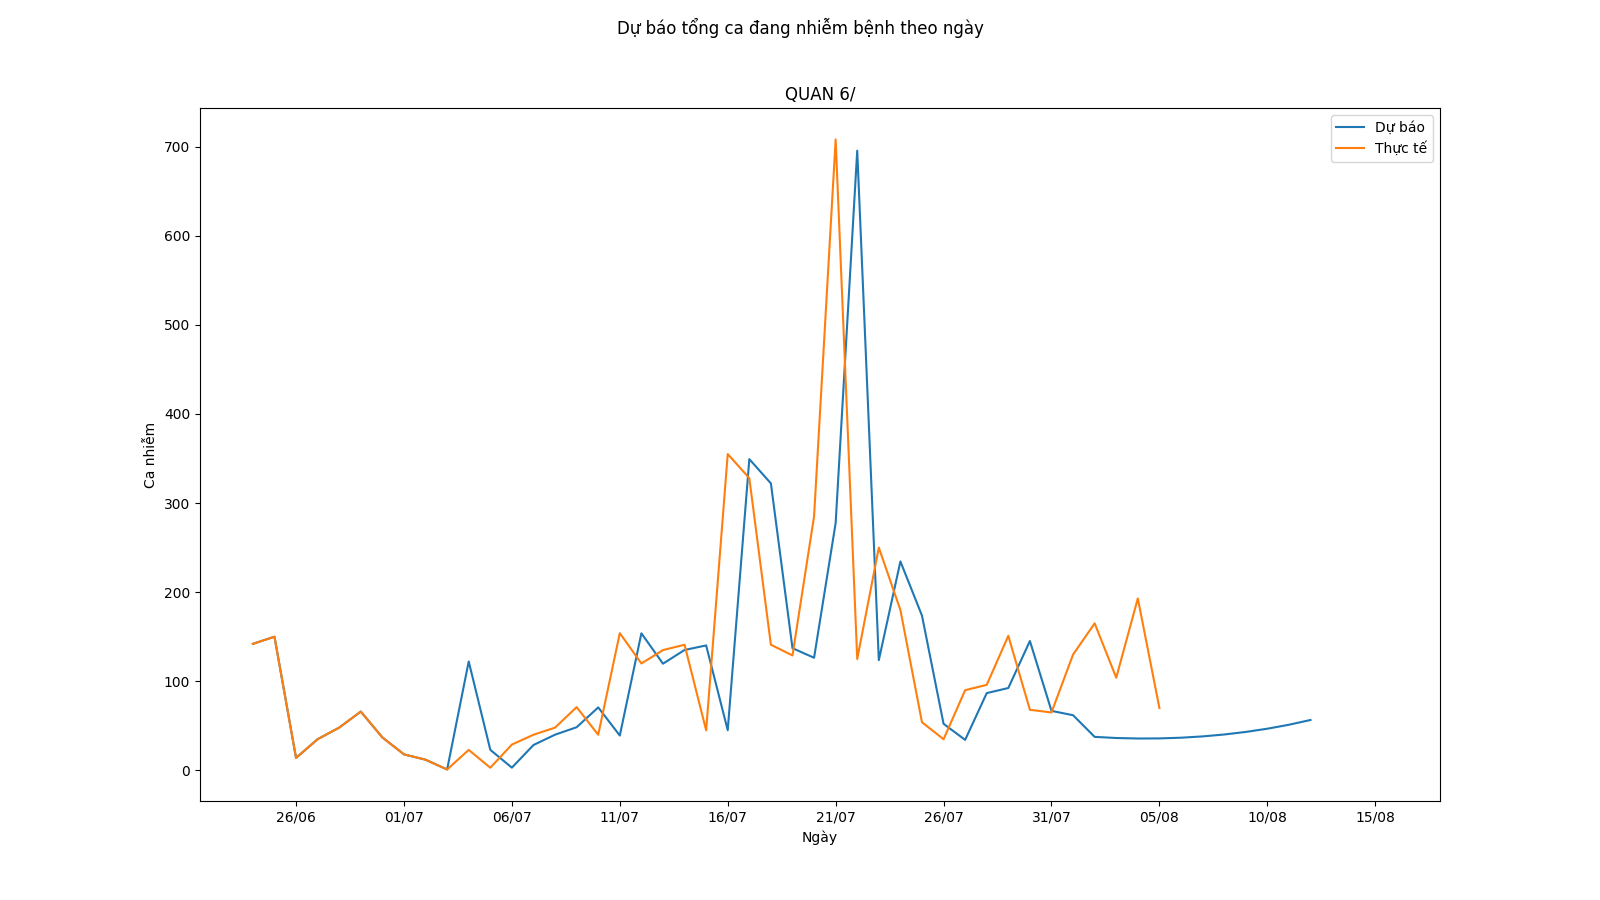 Dự báo tổng ca đang nhiễm bệnh theo ngày
QUAN 6/
Dự báo
Thực tế
700
600
500
400
300
200
100
0
Ca nhiễm
26/06 01/07 06/07 11/07 16/07 21/07 26/07 31/07 05/08 10/08 15/08
Ngày